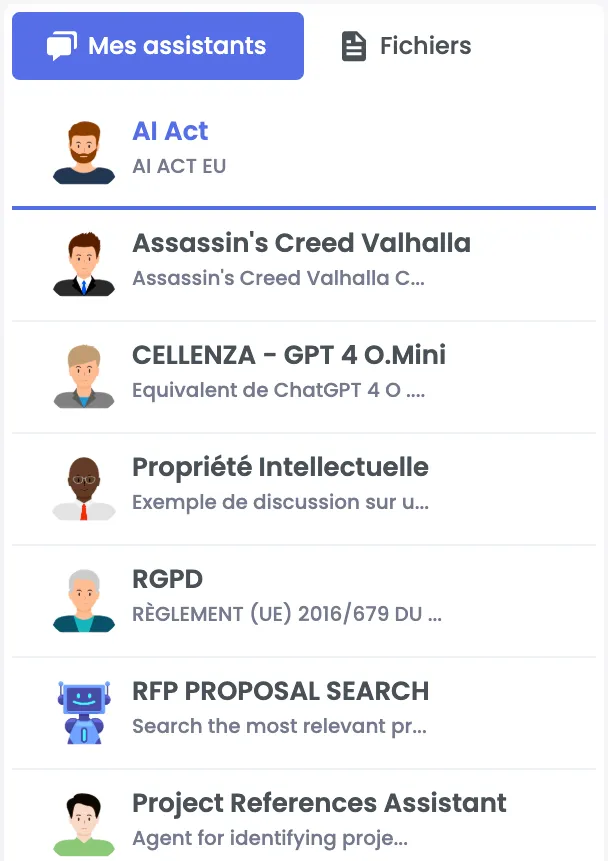 Mes assistants
Fichiers
AI Act
AI ACT EU
Assassin's Creed Valhalla
Assassin's Creed Valhalla C...
CELLENZA - GPT 4 O.Mini
Equivalent de ChatGPT 4 O ....
Propriété Intellectuelle
Exemple de discussion sur u...
RGPD
RÈGLEMENT (UE) 2016/679 DU ...
RFP PROPOSAL SEARCH
Search the most relevant pr...
Project References Assistant
Agent for identifying proje...